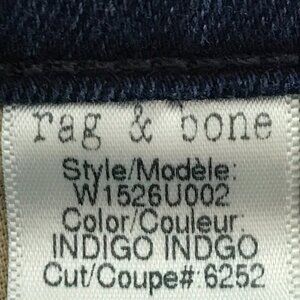 rag & bone
Style/Modèle:
W1526U002
Color/Couleur:
INDIGO INDGO
Cut/Coupe#: 6252